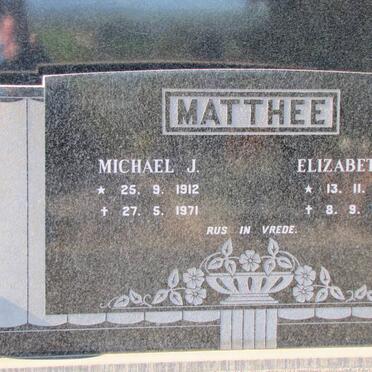 MATTHEE
MICHAEL J.
* 25. 9. 1912
† 27. 5. 1971
ELIZABET
* 13. 11.
† 8. 9.
RUS IN VREDE.